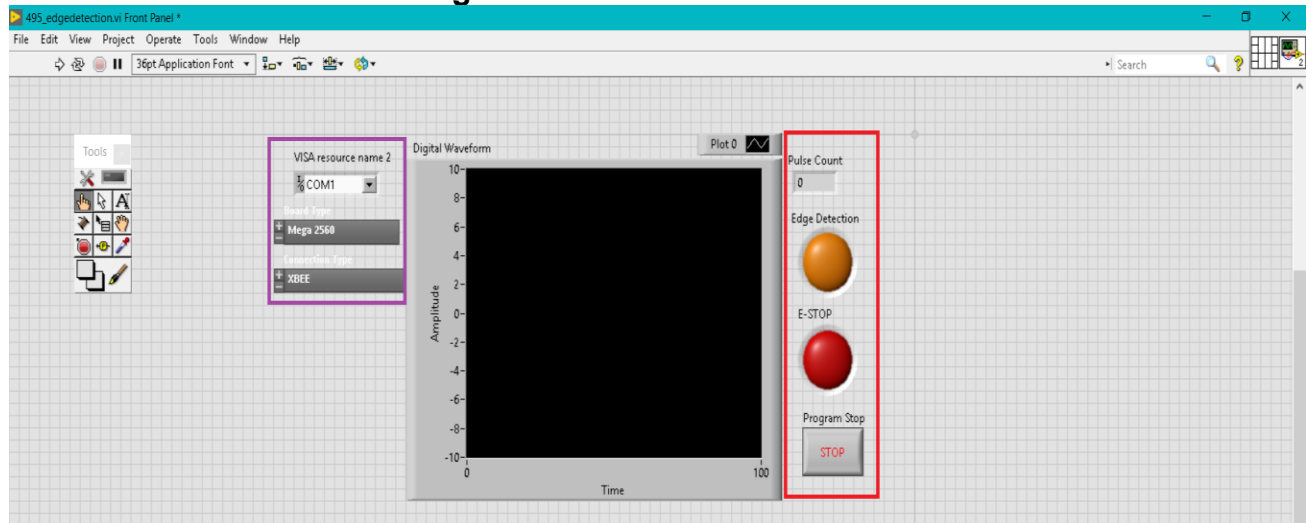 495_edgedetection.vi Front Panel *
File Edit View Project Operate Tools Window Help
36pt Application Font
Search
2
Tools
VISA resource name 2
COM1
Board Type
Mega 2560
Connection Type
XBEE
Digital Waveform
Plot 0
10
8
6
4
2
0
-2
-4
-6
-8
-10
Amplitude
0
100
Time
Pulse Count
0
Edge Detection
E-STOP
Program Stop
STOP